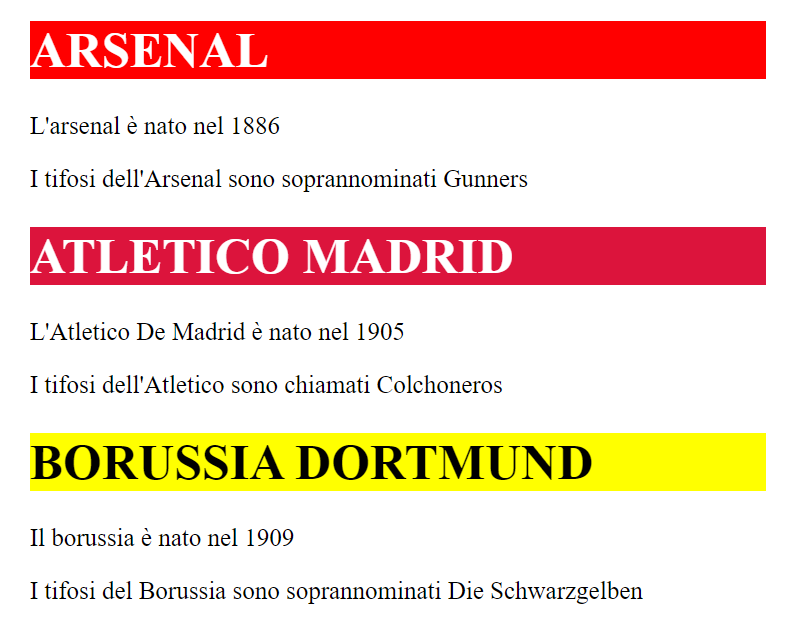 ARSENAL
L'arsenal è nato nel 1886
I tifosi dell'Arsenal sono soprannominati Gunners
ATLETICO MADRID
L'Atletico De Madrid è nato nel 1905
I tifosi dell'Atletico sono chiamati Colchoneros
BORUSSIA DORTMUND
Il borussia è nato nel 1909
I tifosi del Borussia sono soprannominati Die Schwarzgelben